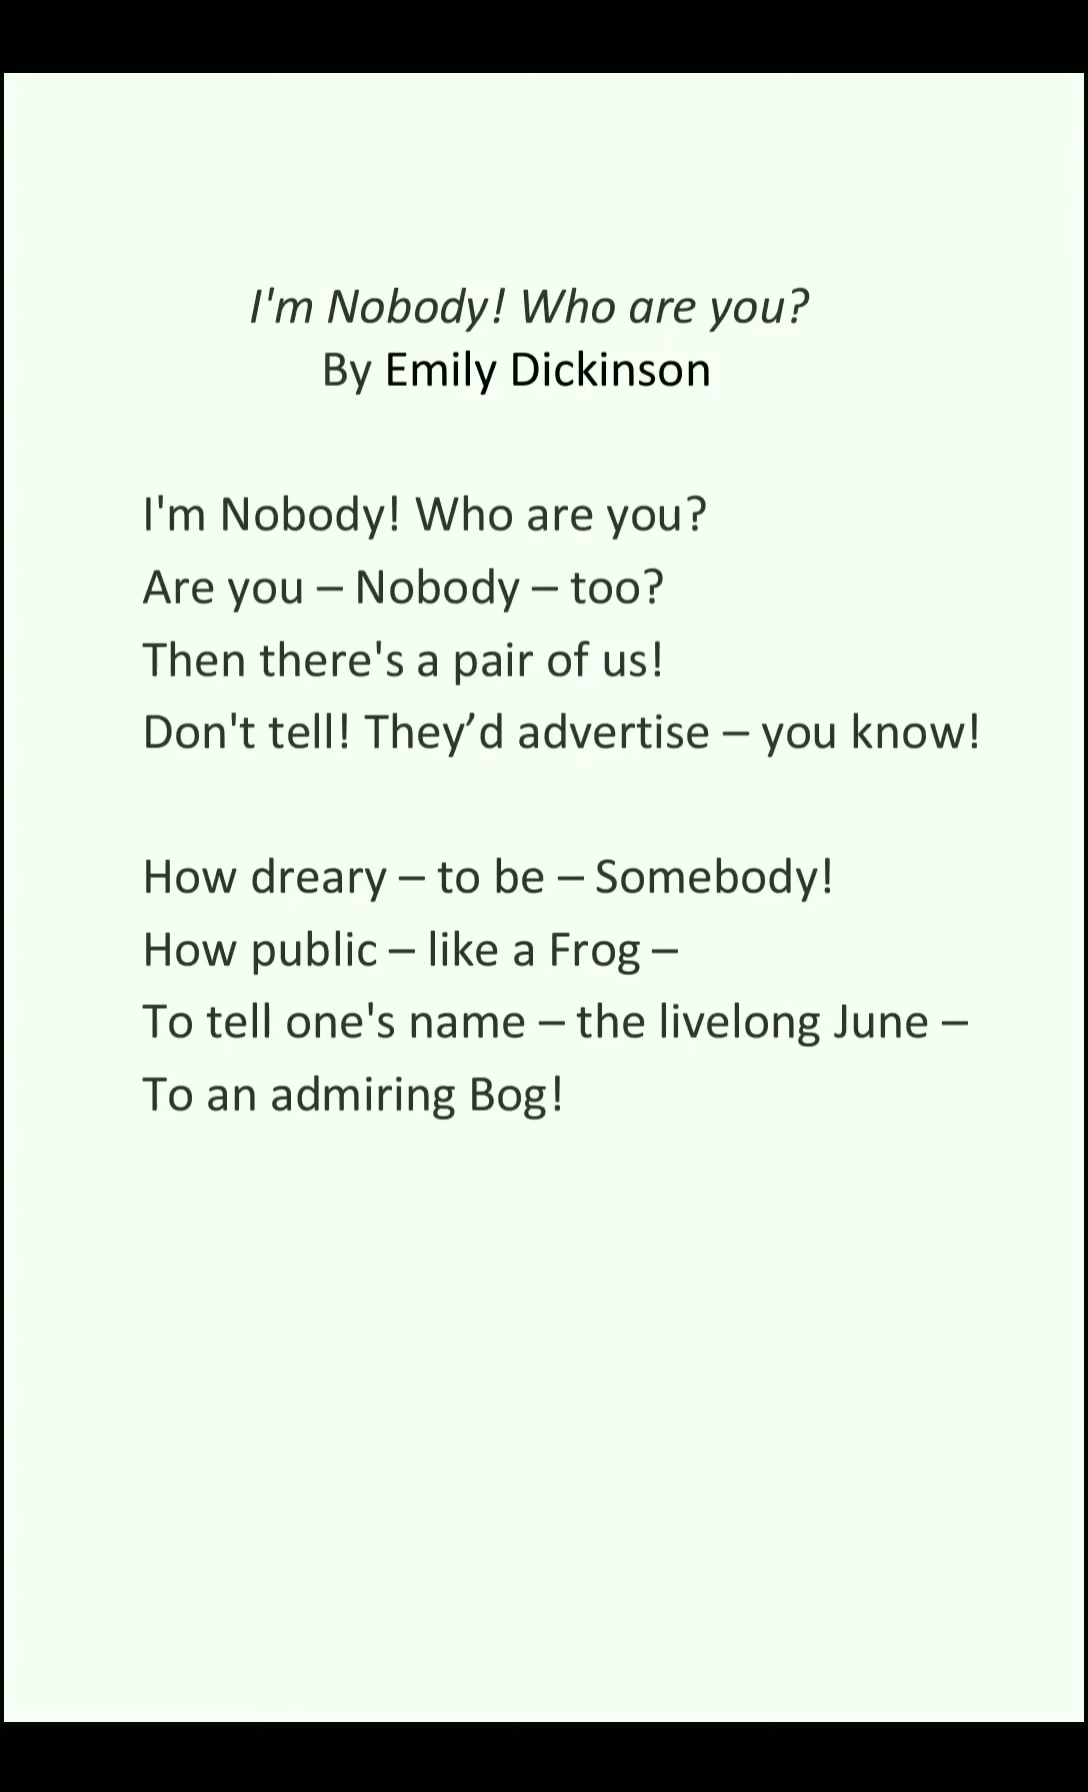 I'm Nobody! Who are you?
By Emily Dickinson
I'm Nobody! Who are you?
Are you – Nobody – too?
Then there's a pair of us!
Don't tell! They’d advertise – you know!
How dreary – to be – Somebody!
How public – like a Frog –
To tell one's name – the livelong June –
To an admiring Bog!